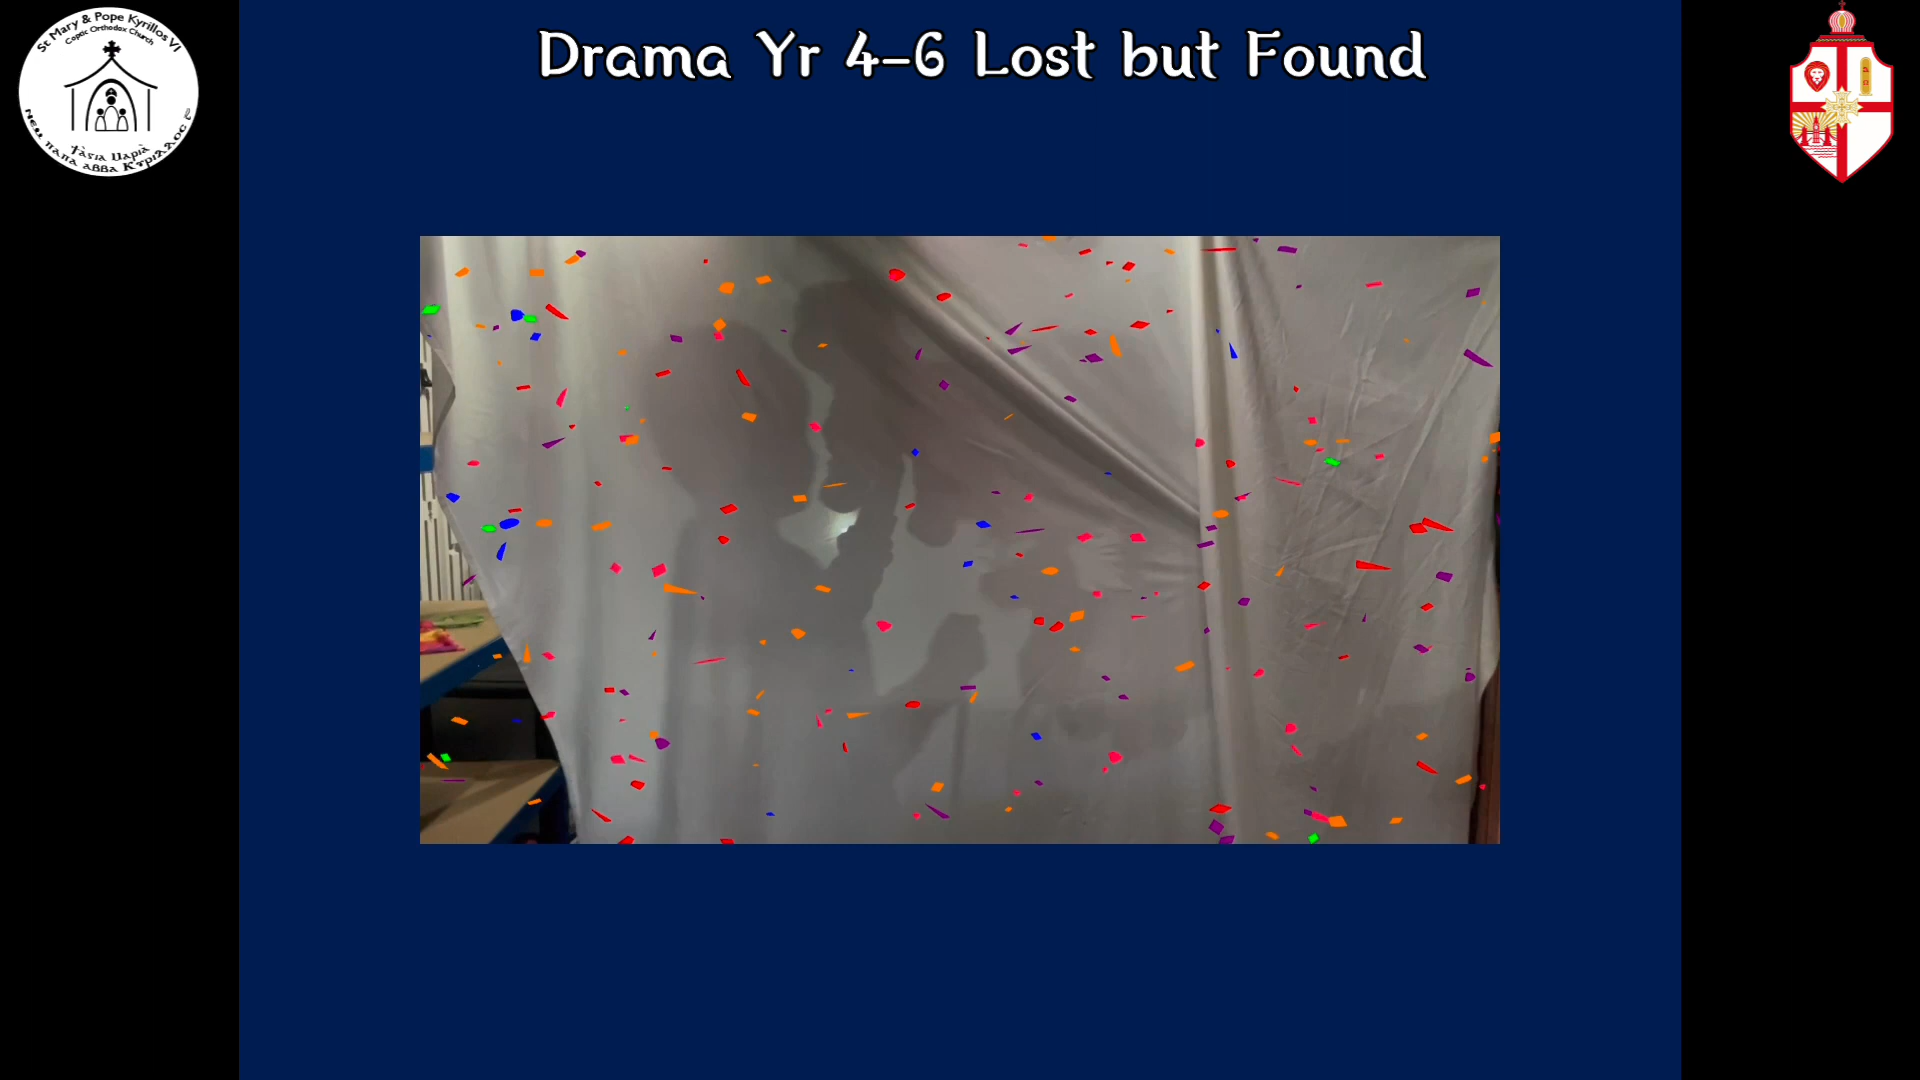 St Mary & Pope Kyrillos VI
Coptic Orthodox Church
Drama Yr 4-6 Lost but Found